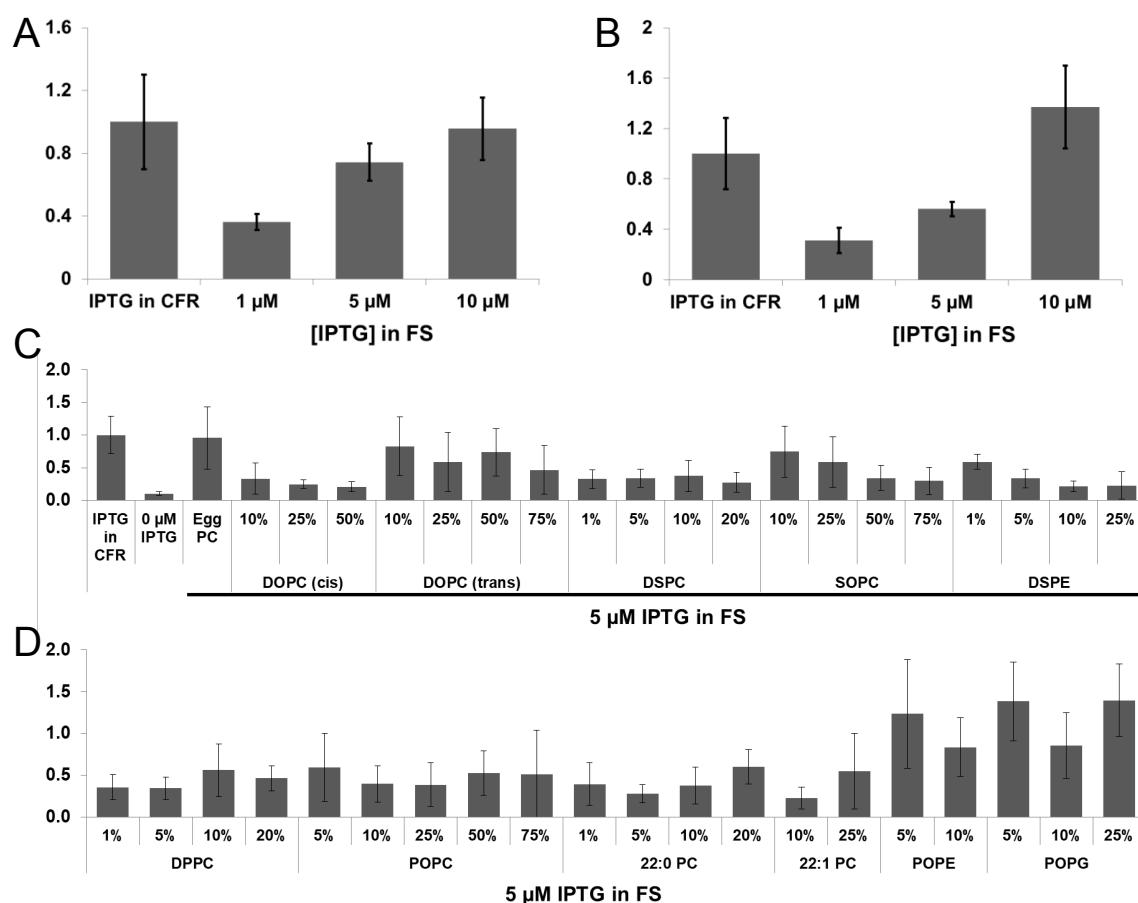 A
1.6
1.2
0.8
0.4
0
IPTG in CFR 1 µM 5 µM 10 µM
[IPTG] in FS
B
2
1.6
1.2
0.8
0.4
0
IPTG in CFR 1 µM 5 µM 10 µM
[IPTG] in FS
C
2.0
1.5
1.0
0.5
0.0
IPTG in CFR 0 µM IPTG Egg PC 10% 25% 50% 10% 25% 50% 75% 1% 5% 10% 20% 10% 25% 50% 75% 1% 5% 10% 25%
DOPC (cis) DOPC (trans) DSPC SOPC DSPE
5 µM IPTG in FS
D
2.0
1.5
1.0
0.5
0.0
1% 5% 10% 20% 5% 10% 25% 50% 75% 1% 5% 10% 20% 10% 25% 5% 10% 5% 10% 25%
DPPC POPC 22:0 PC 22:1 PC POPE POPG
5 µM IPTG in FS